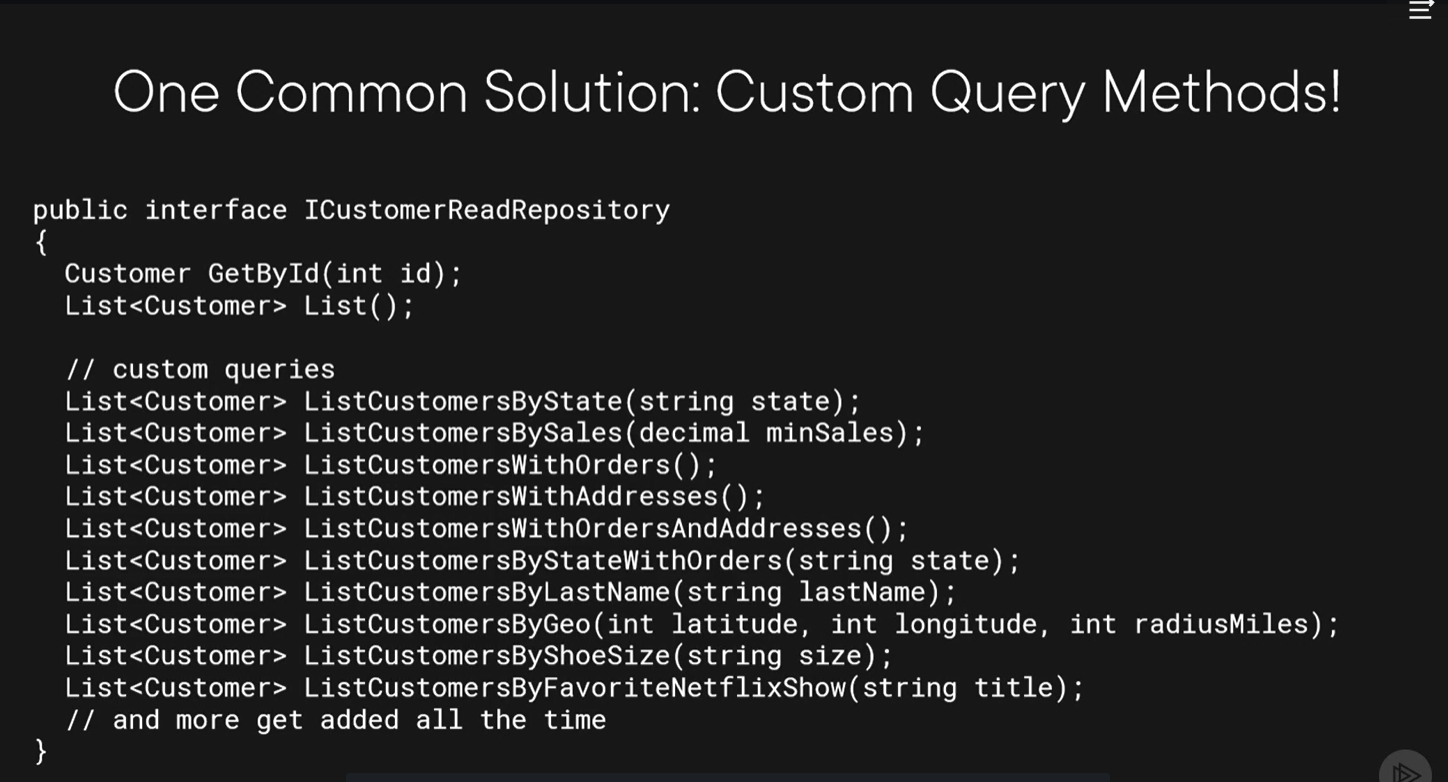 One Common Solution: Custom Query Methods!
public interface ICustomerReadRepository
{
  Customer GetById(int id);
  List<Customer> List();

  // custom queries
  List<Customer> ListCustomersByState(string state);
  List<Customer> ListCustomersBySales(decimal minSales);
  List<Customer> ListCustomersWithOrders();
  List<Customer> ListCustomersWithAddresses();
  List<Customer> ListCustomersWithOrdersAndAddresses();
  List<Customer> ListCustomersByStateWithOrders(string state);
  List<Customer> ListCustomersByLastName(string lastName);
  List<Customer> ListCustomersByGeo(int latitude, int longitude, int radiusMiles);
  List<Customer> ListCustomersByShoeSize(string size);
  List<Customer> ListCustomersByFavoriteNetflixShow(string title);
  // and more get added all the time
}